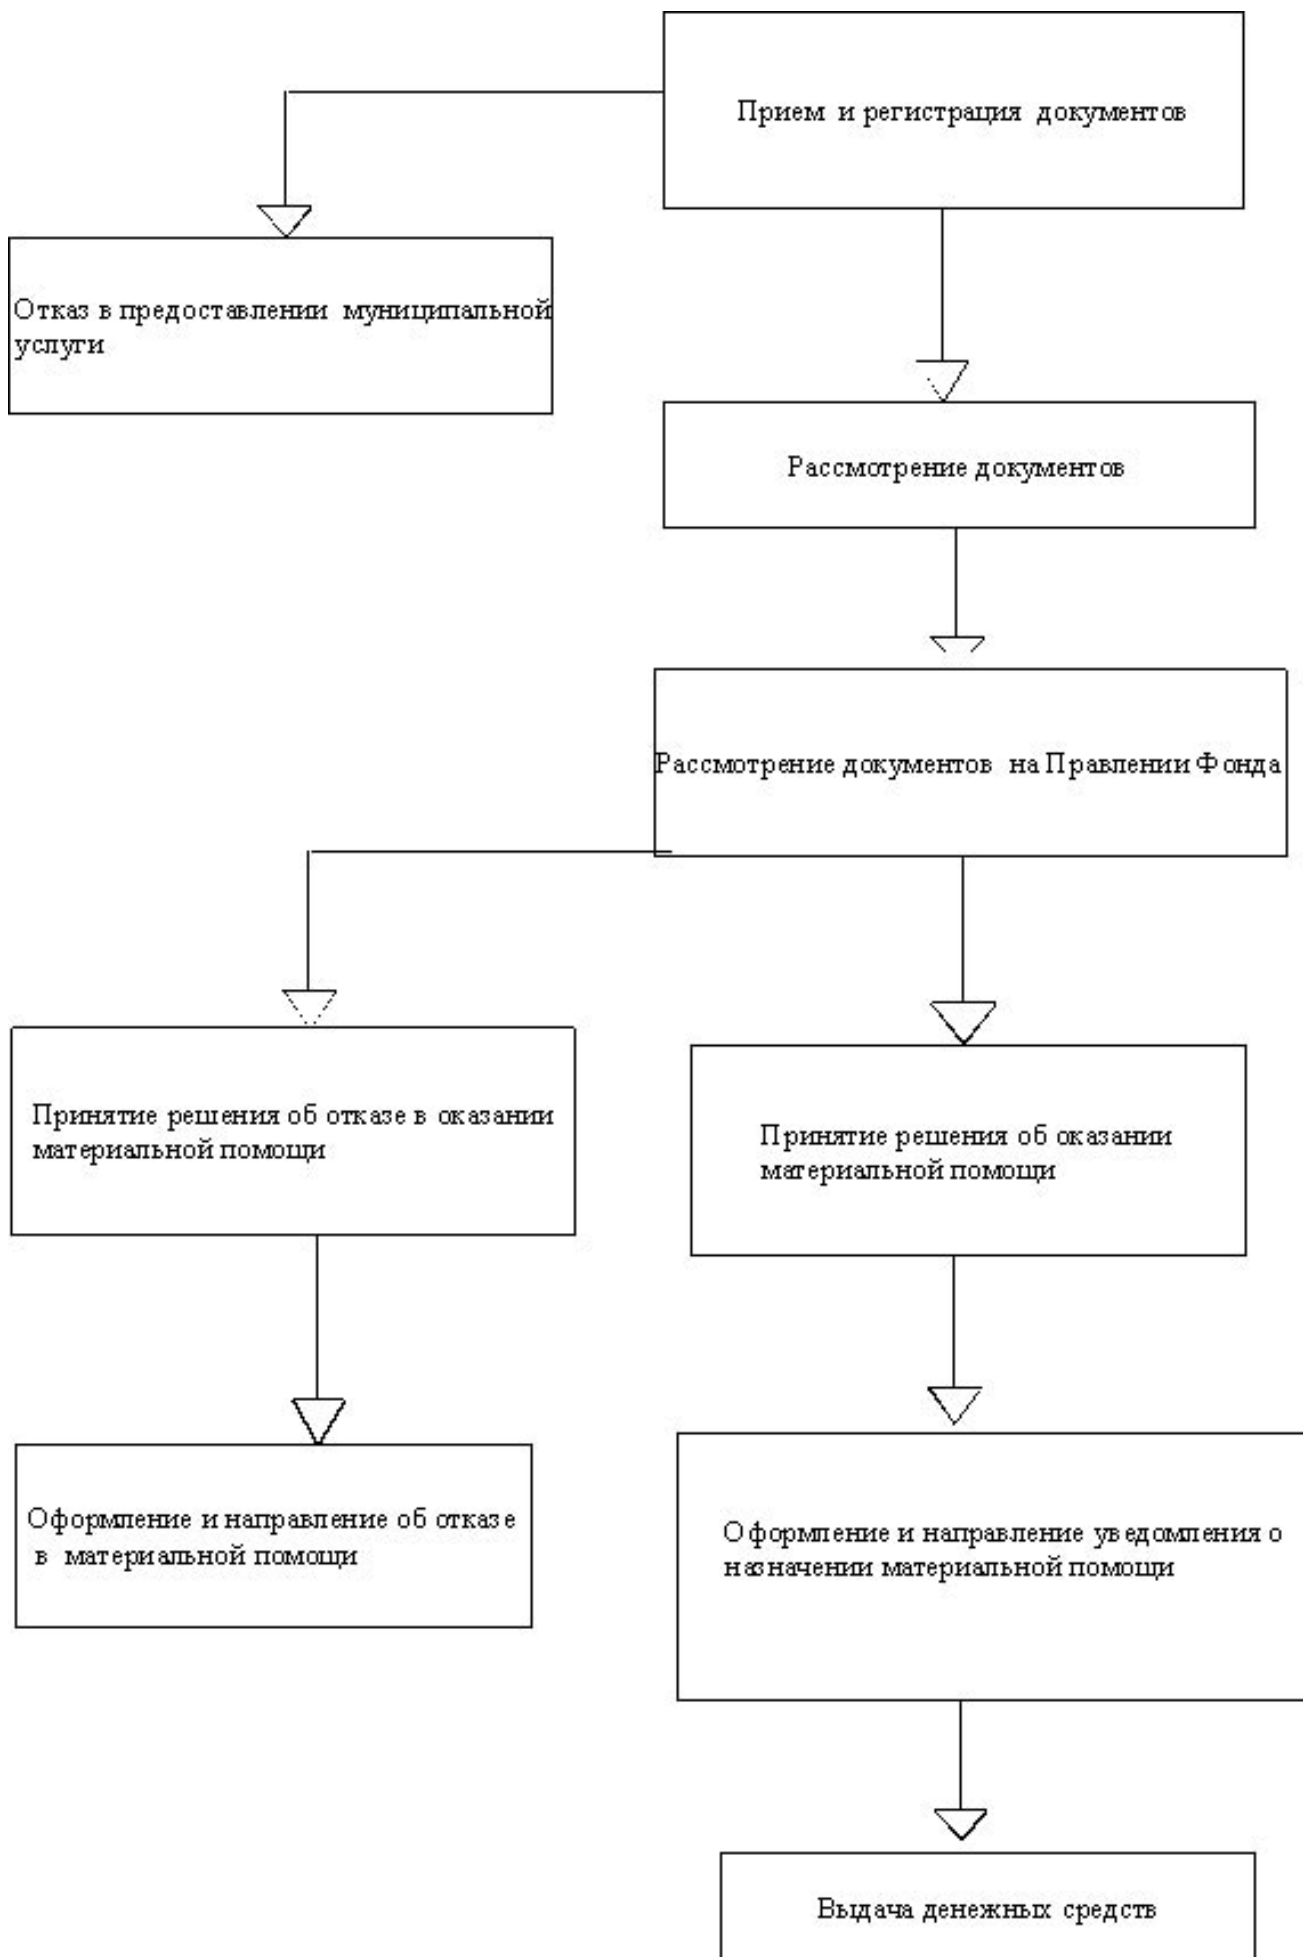 Прием и регистрация документов
Отказ в предоставлении муниципальной
услуги
Рассмотрение документов
Рассмотрение документов на Правлении Фонда
Принятие решения об отказе в оказании
материальной помощи
Принятие решения об оказании
материальной помощи
Оформление и направление об отказе
в материальной помощи
Оформление и направление уведомления о
назначении материальной помощи
Выдача денежных средств